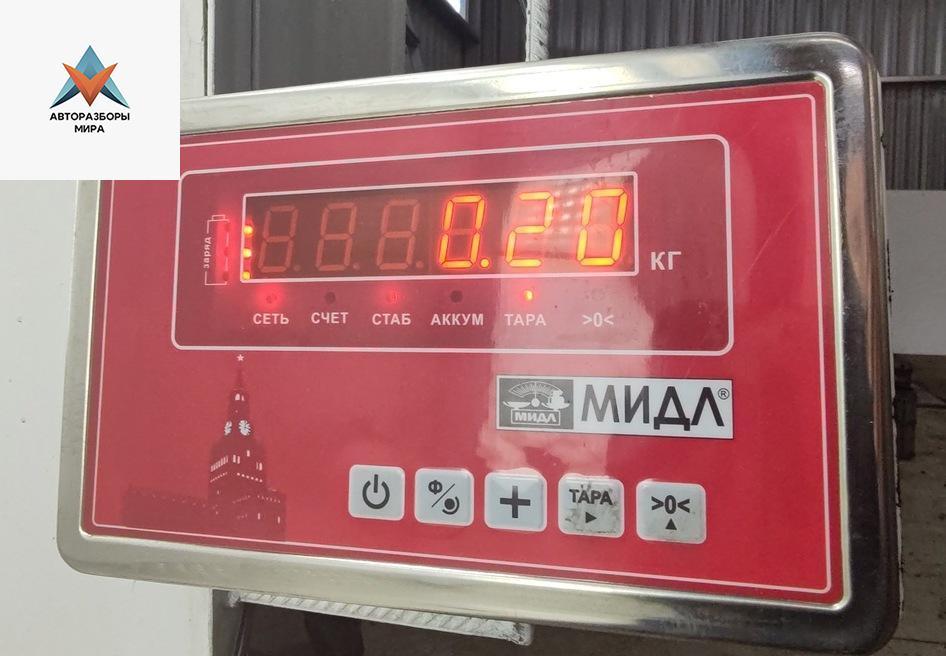 АВТОРАЗБОРЫ
МИРА
заряд
0.20
КГ
СЕТЬ СЧЕТ СТАБ АККУМ ТАРА >0<
МИДЛ
МИДЛ®
Ф
ТАРА
>0<